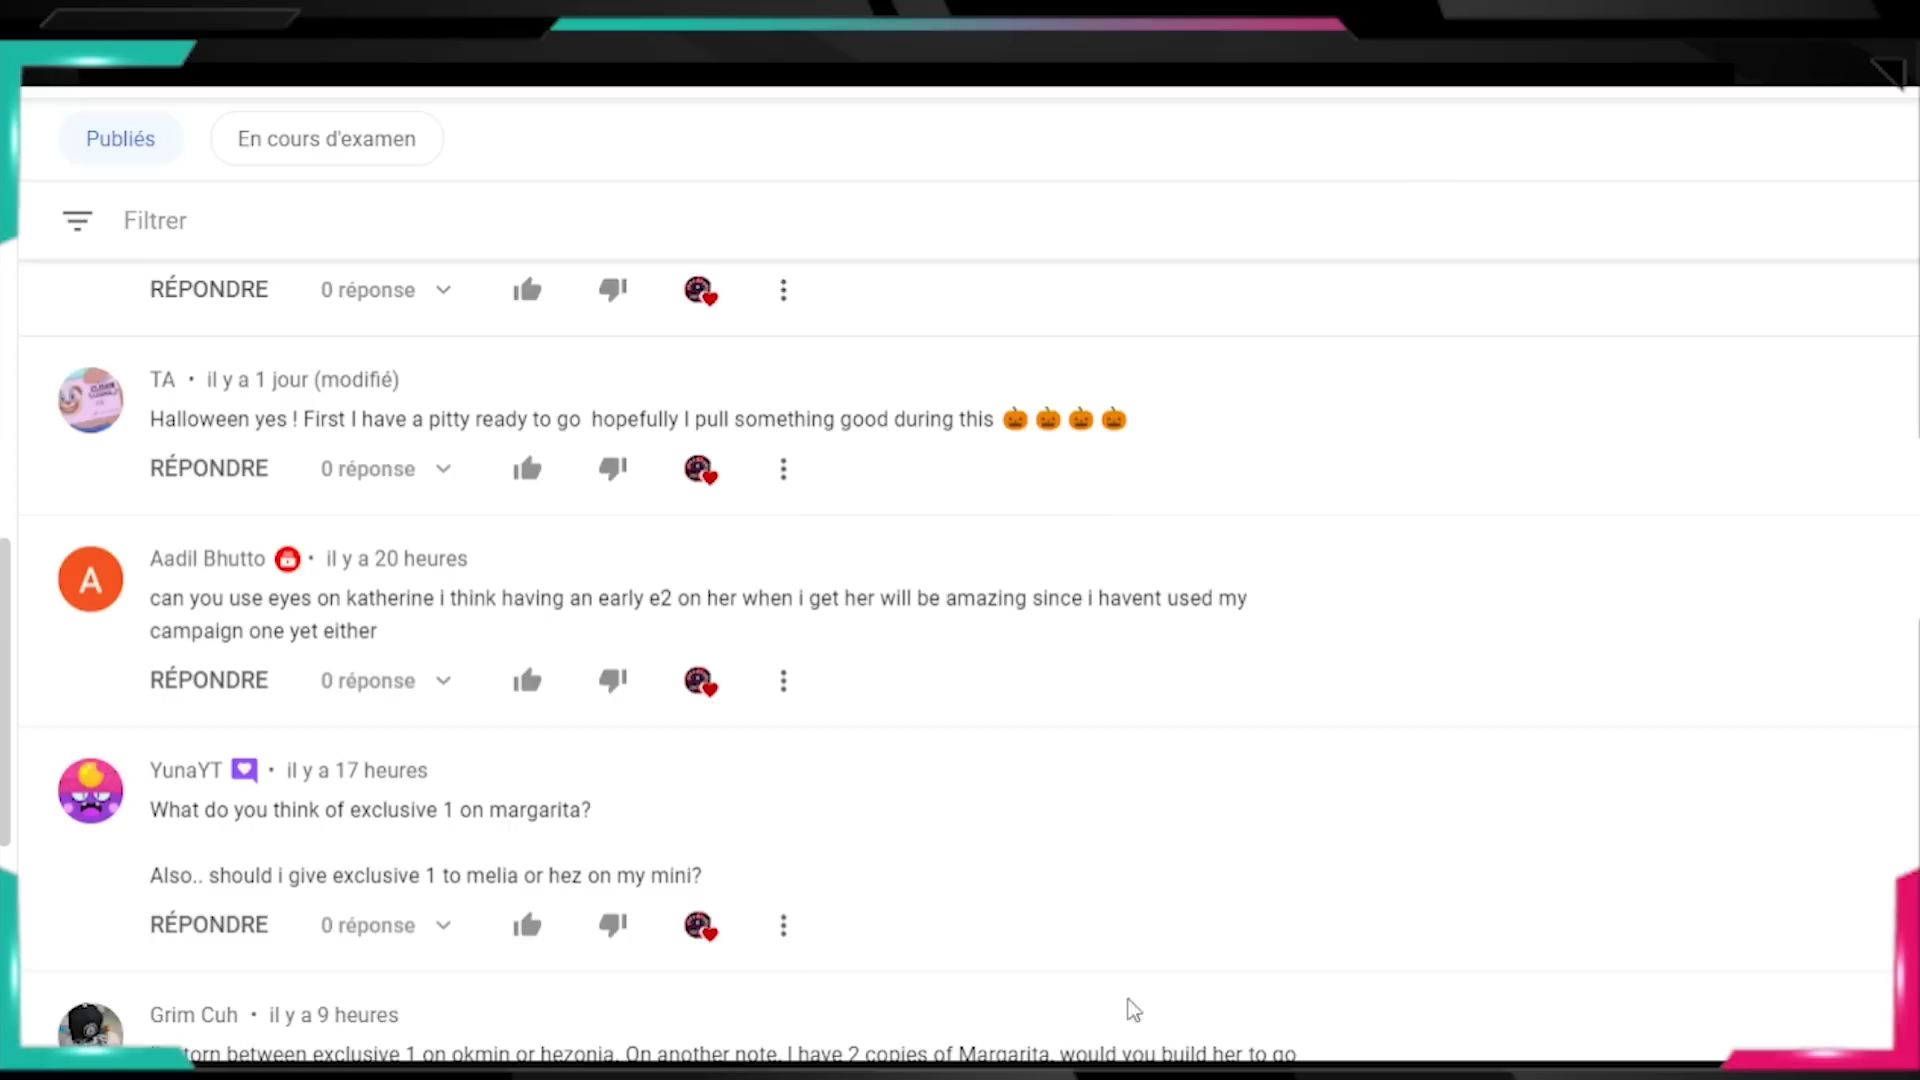 Publiés En cours d'examen
Filtrer
RÉPONDRE 0 réponse
TA • il y a 1 jour (modifié)
Halloween yes ! First I have a pitty ready to go hopefully I pull something good during this 🎃 🎃 🎃 🎃
RÉPONDRE 0 réponse
A Aadil Bhutto • il y a 20 heures
can you use eyes on katherine i think having an early e2 on her when i get her will be amazing since i havent used my
campaign one yet either
RÉPONDRE 0 réponse
YunaYT • il y a 17 heures
What do you think of exclusive 1 on margarita?
Also.. should i give exclusive 1 to melia or hez on my mini?
RÉPONDRE 0 réponse
Grim Cuh • il y a 9 heures
torn between exclusive 1 on okmin or hezonia. On another note, I have 2 copies of Margarita, would you build her to go